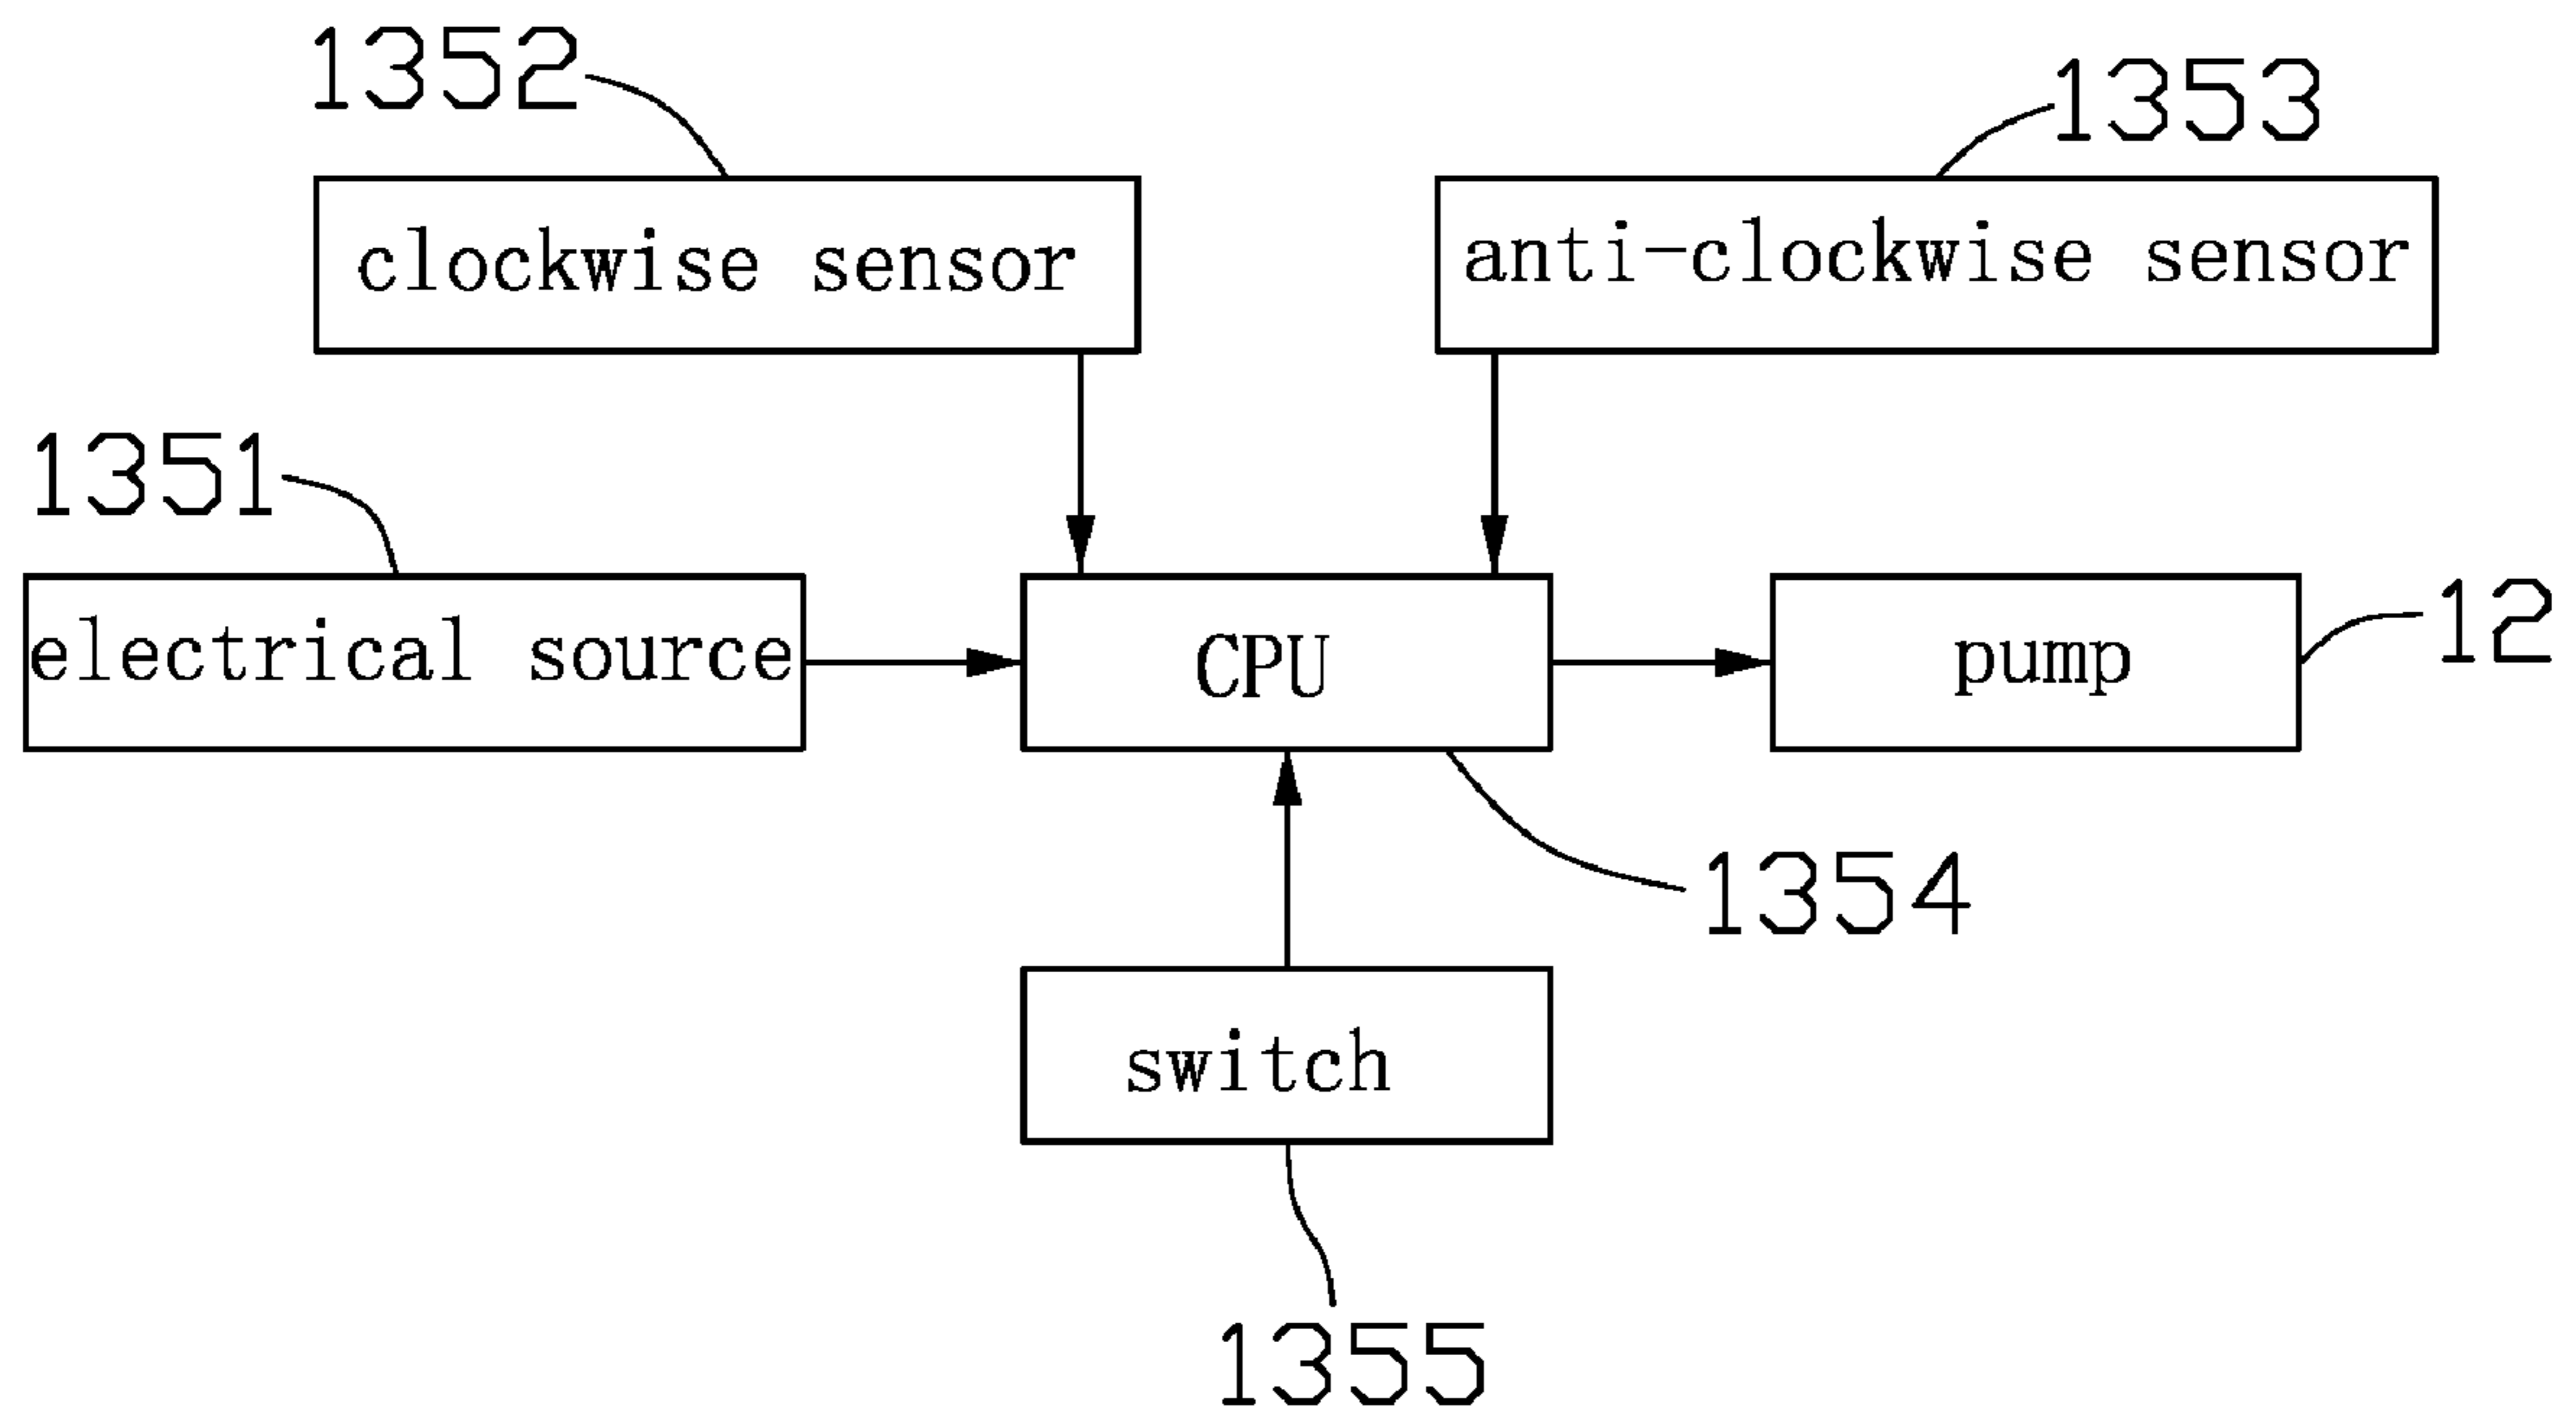 1352
1353
clockwise sensor
anti-clockwise sensor
1351
electrical source
CPU
pump
12
1354
switch
1355